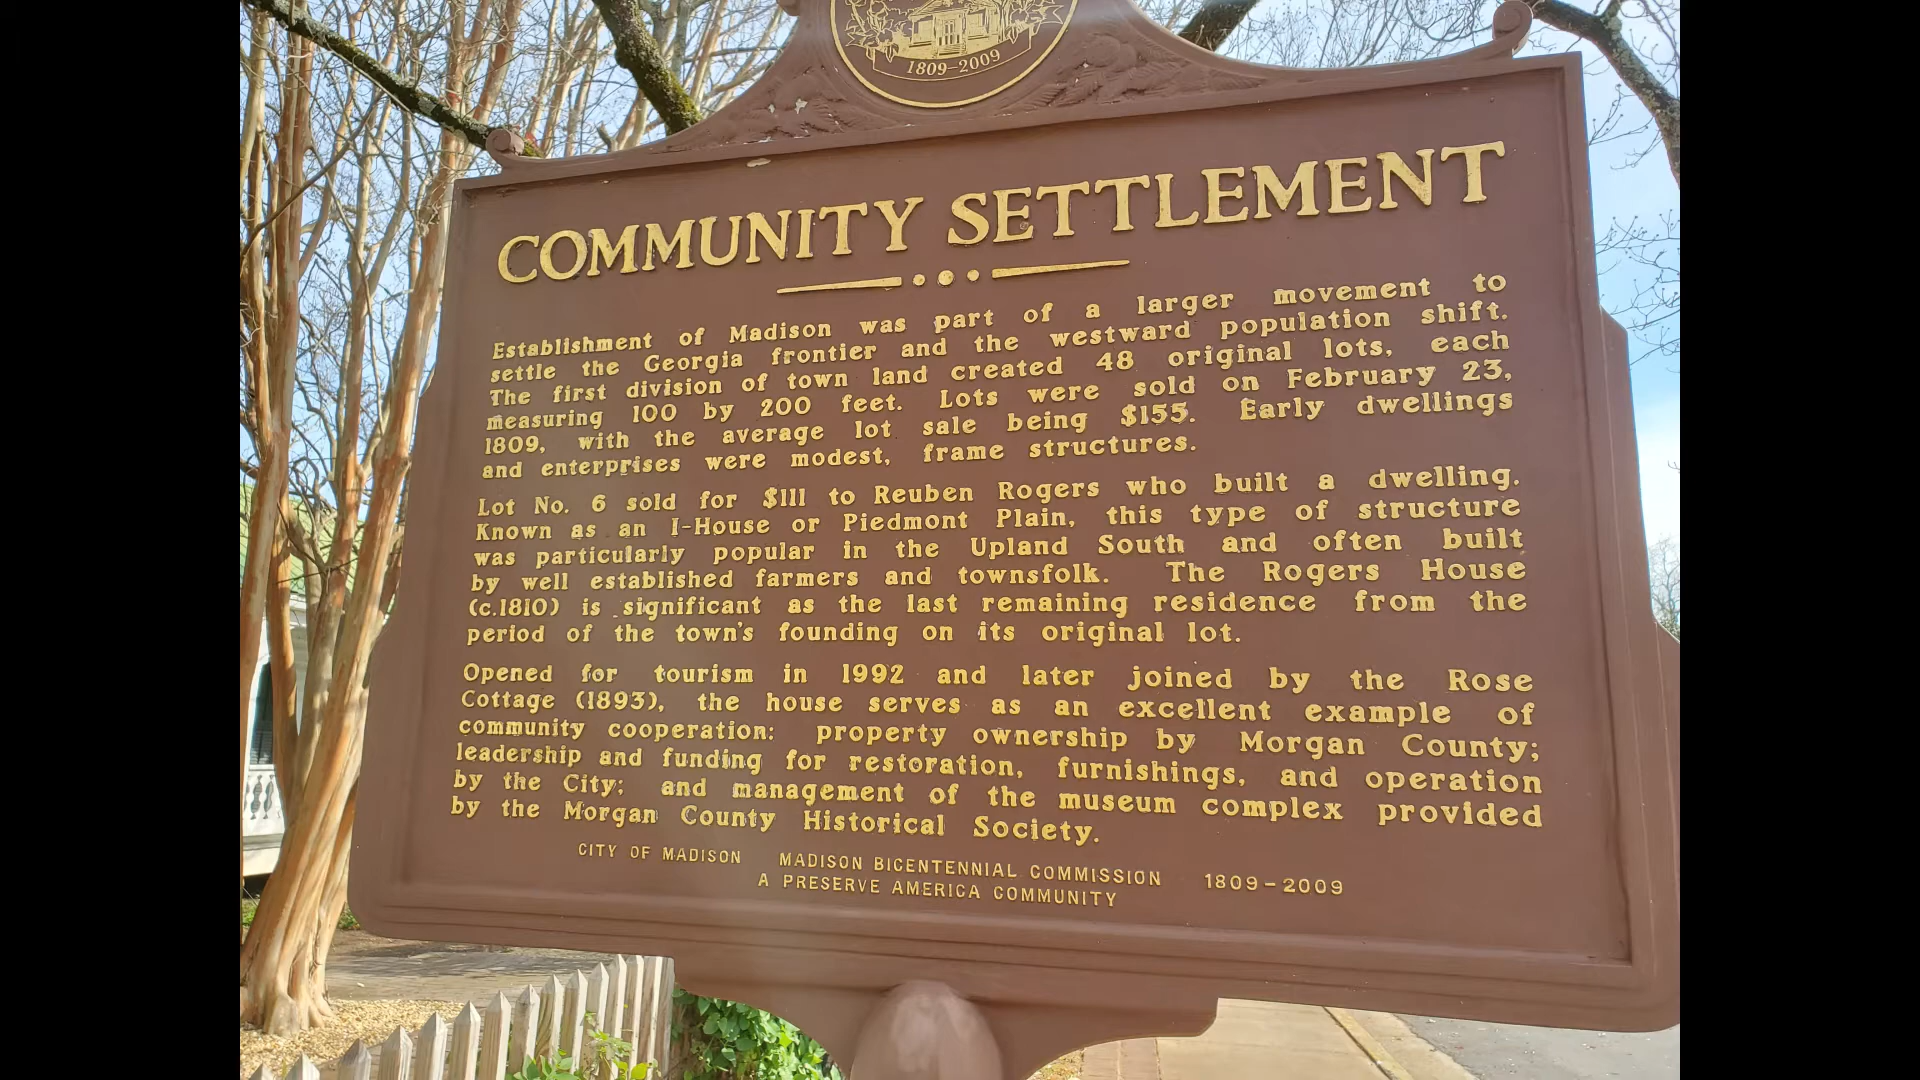 1809-2009
COMMUNITY SETTLEMENT
Establishment of Madison was part of a larger movement to
settle the Georgia frontier and the westward population shift.
The first division of town land created 48 original lots, each
measuring 100 by 200 feet. Lots were sold on February 23,
1809, with the average lot sale being $155. Early dwellings
and enterprises were modest, frame structures.
Lot No. 6 sold for $111 to Reuben Rogers who built a dwelling.
Known as an I-House or Piedmont Plain, this type of structure
was particularly popular in the Upland South and often built
by well established farmers and townsfolk. The Rogers House
(c.1810) is significant as the last remaining residence from the
period of the town's founding on its original lot.
Opened for tourism in 1992 and later joined by the Rose
Cottage (1893), the house serves as an excellent example of
community cooperation: property ownership by Morgan County;
leadership and funding for restoration, furnishings, and operation
by the City; and management of the museum complex provided
by the Morgan County Historical Society.
CITY OF MADISON MADISON BICENTENNIAL COMMISSION 1809-2009
A PRESERVE AMERICA COMMUNITY